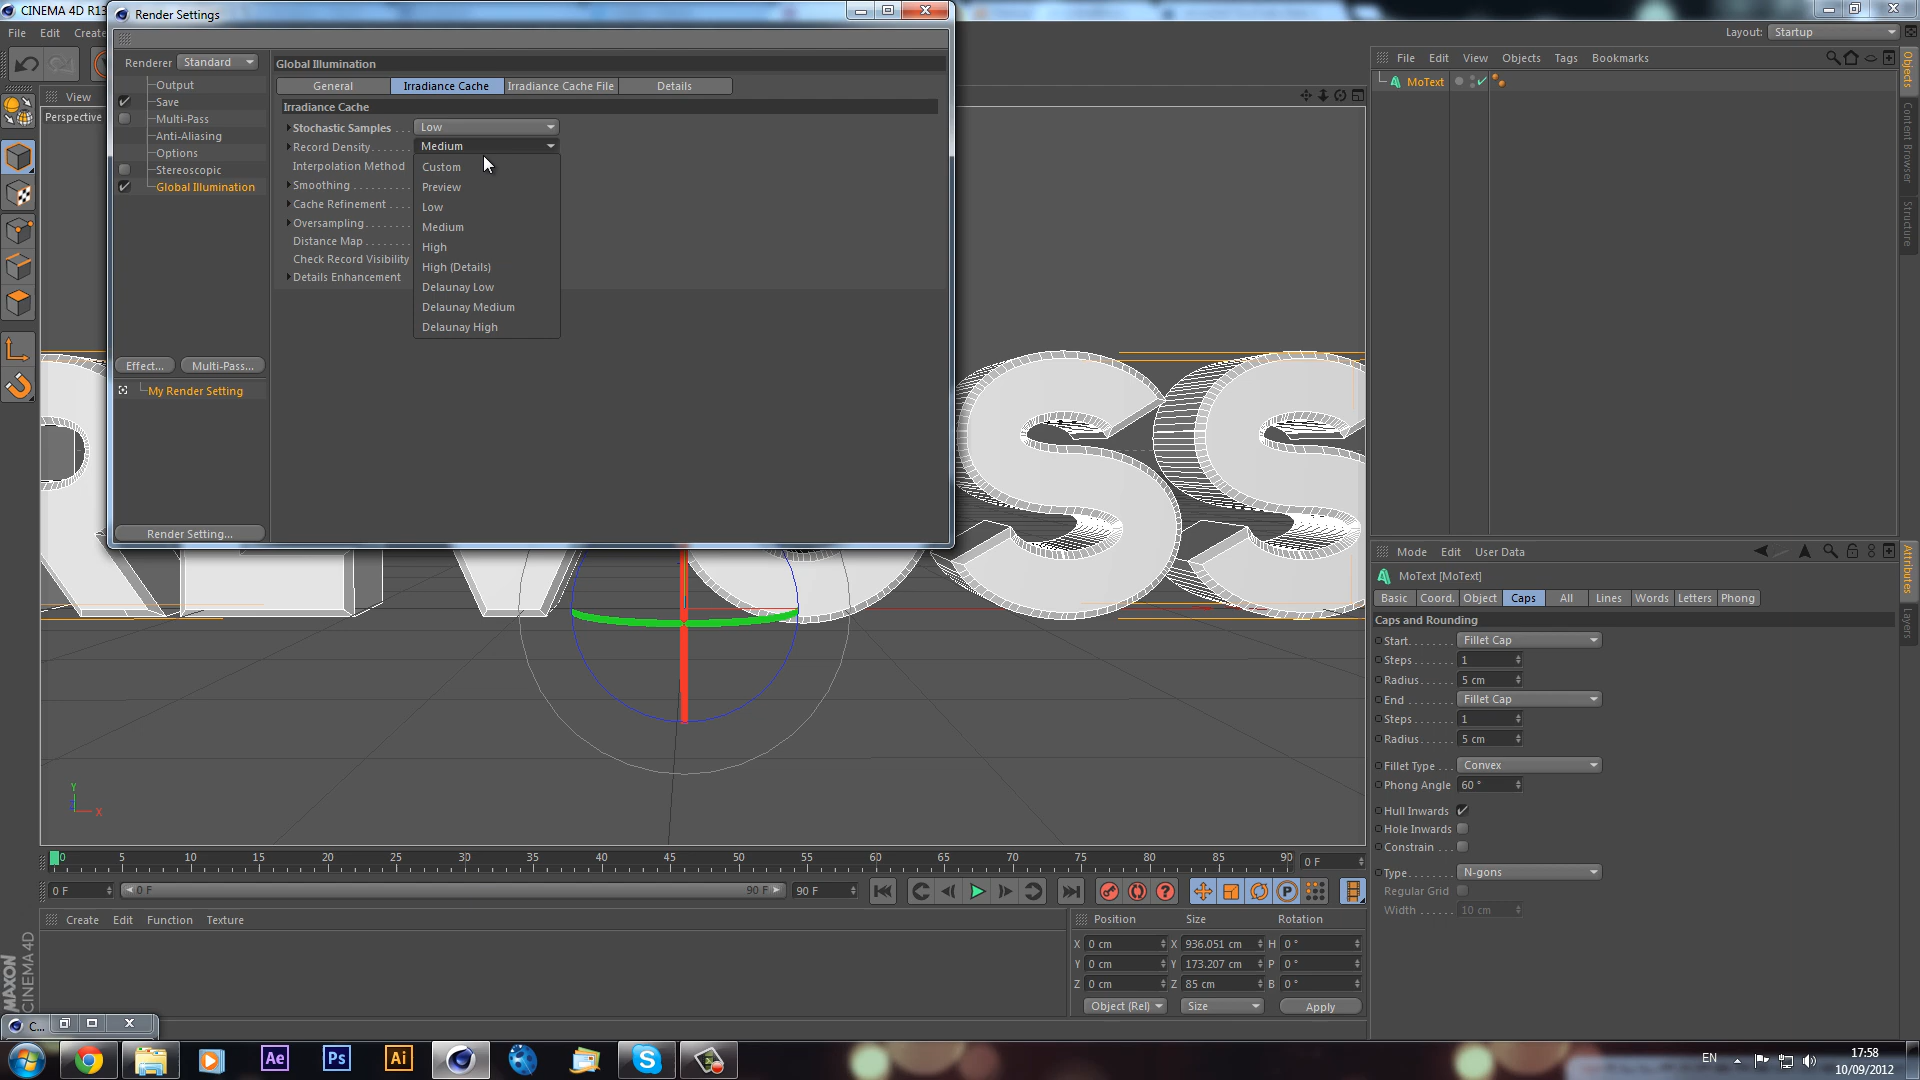 CINEMA 4D R13
Render Settings
File Edit Create
Layout: Startup
Renderer Standard
Output
Save
Multi-Pass
Anti-Aliasing
Options
Stereoscopic
Global Illumination
Effect... Multi-Pass...
My Render Setting
Render Setting...
Global Illumination
General Irradiance Cache Irradiance Cache File Details
Irradiance Cache
Stochastic Samples . . . Low
Record Density. . . . . . . Medium
Interpolation Method
Smoothing . . . . . . . . . .
Cache Refinement . . . .
Oversampling. . . . . . . .
Distance Map . . . . . . . .
Check Record Visibility
Details Enhancement
Custom
Preview
Low
Medium
High
High (Details)
Delaunay Low
Delaunay Medium
Delaunay High
View
Perspective
Y
X
File Edit View Objects Tags Bookmarks
MoText
Objects
Content Browser
Structure
Mode Edit User Data
MoText [MoText]
Basic Coord. Object Caps All Lines Words Letters Phong
Caps and Rounding
Start. . . . . . . Fillet Cap
Steps . . . . . . 1
Radius. . . . . . 5 cm
End . . . . . . . Fillet Cap
Steps . . . . . . 1
Radius. . . . . . 5 cm
Fillet Type . . . Convex
Phong Angle 60 °
Hull Inwards
Hole Inwards
Constrain . . .
Type. . . . . . . N-gons
Regular Grid
Width . . . . . . 10 cm
Attributes
Layers
0 5 10 15 20 25 30 35 40 45 50 55 60 65 70 75 80 85 90 0 F
0 F 0 F 90 F 90 F
Create Edit Function Texture
Position Size Rotation
X 0 cm X 936.051 cm H 0 °
Y 0 cm Y 173.207 cm P 0 °
Z 0 cm Z 85 cm B 0 °
Object (Rel) Size Apply
MAXON
CINEMA 4D
C...
Ae Ps Ai
EN
17:58
10/09/2012